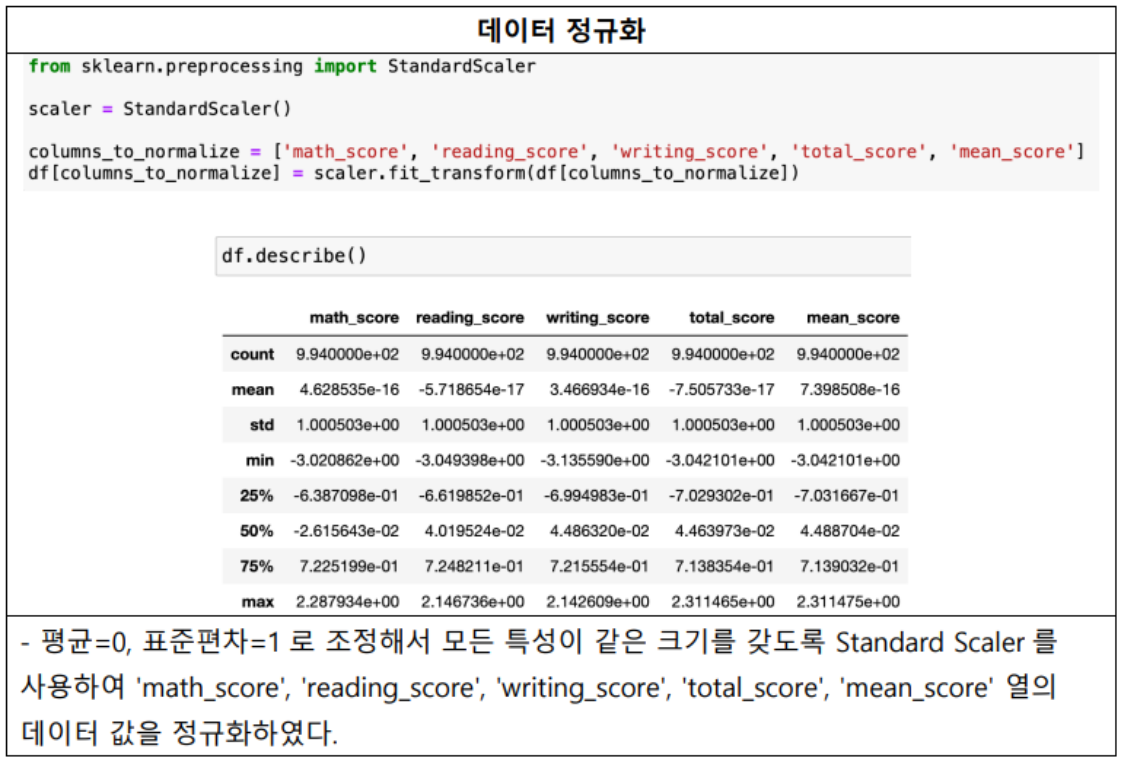 데이터 정규화
from sklearn.preprocessing import StandardScaler
scaler = StandardScaler()
columns_to_normalize = ['math_score', 'reading_score', 'writing_score', 'total_score', 'mean_score']
df[columns_to_normalize] = scaler.fit_transform(df[columns_to_normalize])
df.describe()
math_score reading_score writing_score total_score mean_score
count 9.940000e+02 9.940000e+02 9.940000e+02 9.940000e+02 9.940000e+02
mean 4.628535e-16 -5.718654e-17 3.466934e-16 -7.505733e-17 7.398508e-16
std 1.000503e+00 1.000503e+00 1.000503e+00 1.000503e+00 1.000503e+00
min -3.020862e+00 -3.049398e+00 -3.135590e+00 -3.042101e+00 -3.042101e+00
25% -6.387098e-01 -6.619852e-01 -6.994983e-01 -7.029302e-01 -7.031667e-01
50% -2.615643e-02 4.019524e-02 4.486320e-02 4.463973e-02 4.488704e-02
75% 7.225199e-01 7.248211e-01 7.215554e-01 7.138354e-01 7.139032e-01
max 2.287934e+00 2.146736e+00 2.142609e+00 2.311465e+00 2.311475e+00
- 평균=0, 표준편차=1 로 조정해서 모든 특성이 같은 크기를 갖도록 Standard Scaler 를
사용하여 'math_score', 'reading_score', 'writing_score', 'total_score', 'mean_score' 열의
데이터 값을 정규화하였다.